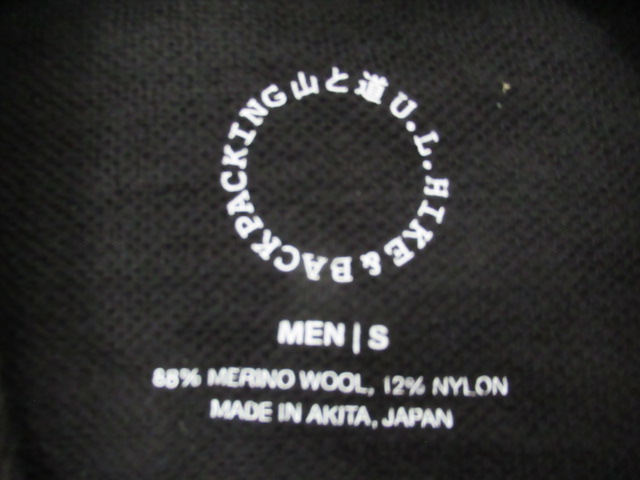 山と道 U.L.HIKE&BACKPACKING
MEN | S
88% MERINO WOOL, 12% NYLON
MADE IN AKITA, JAPAN